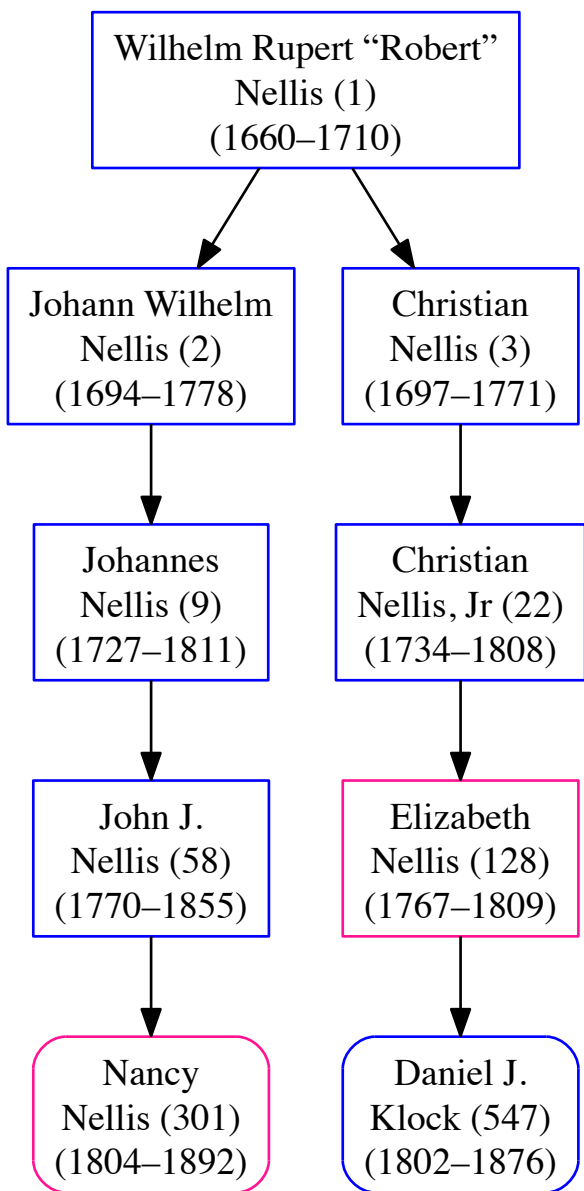 Wilhelm Rupert “Robert”
Nellis (1)
(1660–1710)
Johann Wilhelm
Nellis (2)
(1694–1778)
Christian
Nellis (3)
(1697–1771)
Johannes
Nellis (9)
(1727–1811)
Christian
Nellis, Jr (22)
(1734–1808)
John J.
Nellis (58)
(1770–1855)
Elizabeth
Nellis (128)
(1767–1809)
Nancy
Nellis (301)
(1804–1892)
Daniel J.
Klock (547)
(1802–1876)